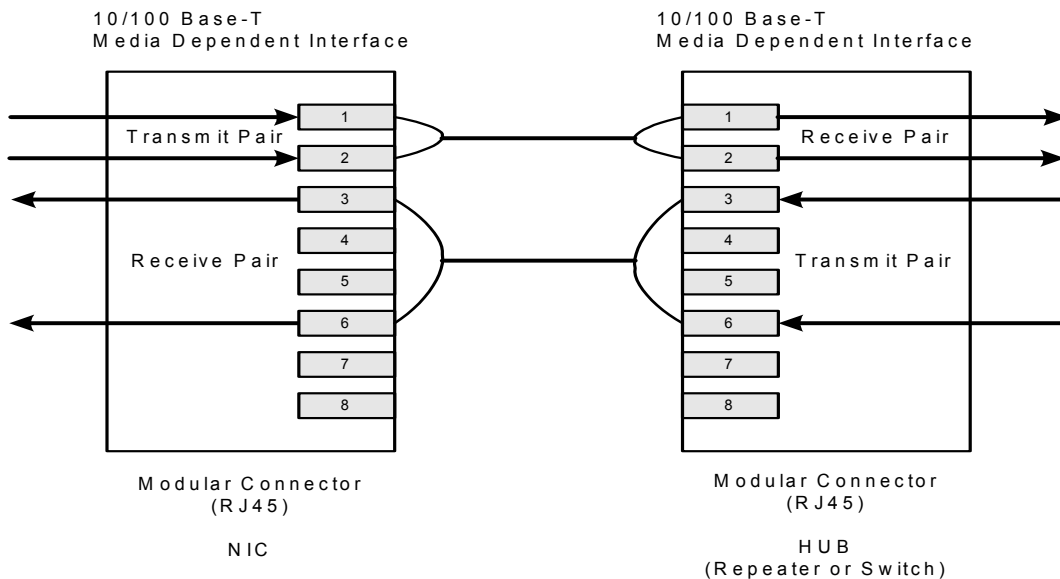 10/100 Base-T
Media Dependent Interface
10/100 Base-T
Media Dependent Interface
1
Transmit Pair
2
3
4
Receive Pair
5
6
7
8
1
Receive Pair
2
3
4
Transmit Pair
5
6
7
8
Modular Connector
(RJ45)
NIC
Modular Connector
(RJ45)
HUB
(Repeater or Switch)